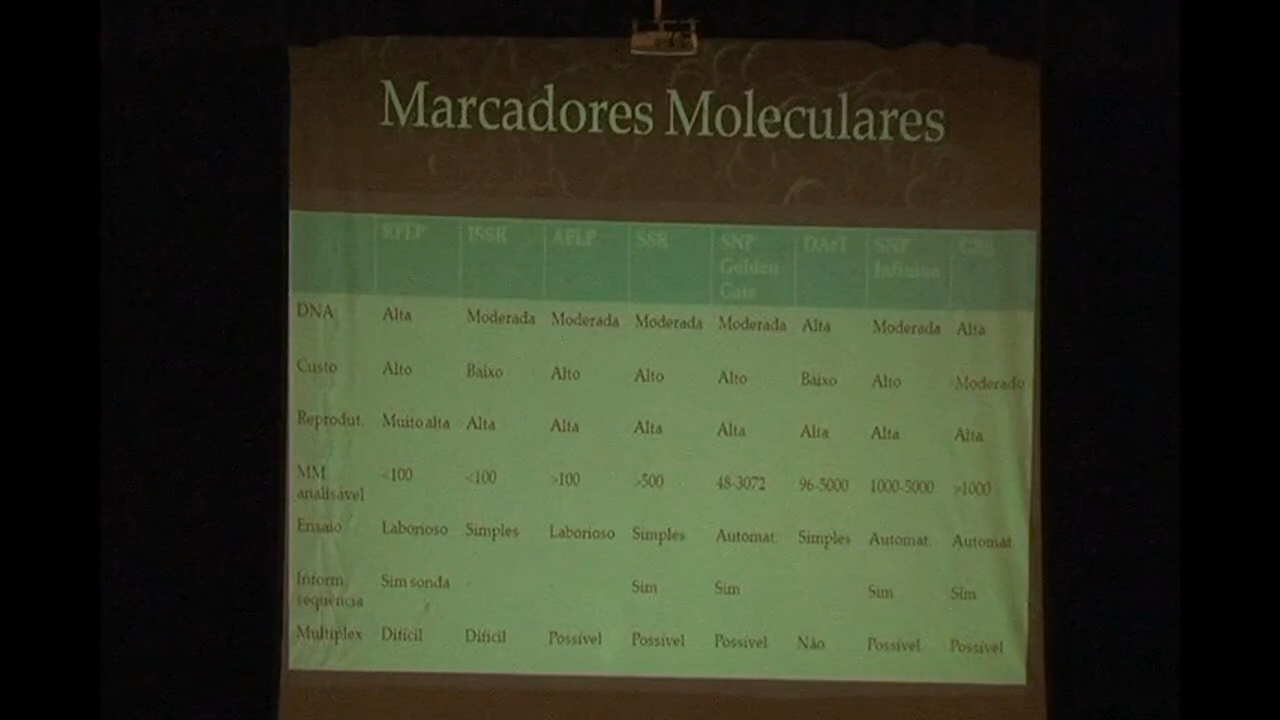 Marcadores Moleculares
RFLP ISSR AFLP SSR SNP Golden Gate DArT SNP Infinium GBS
DNA Alta Moderada Moderada Moderada Moderada Alta Moderada Alta
Custo Alto Baixo Alto Alto Alto Baixo Alto Moderado
Reprodut. Muito alta Alta Alta Alta Alta Alta Alta Alta
MM analisável <100 <100 >100 >500 48-3072 96-5000 1000-5000 >1000
Ensaio Laborioso Simples Laborioso Simples Automat. Simples Automat. Automat.
Inform. sequência Sim sonda Sim Sim Sim Sim
Multiplex Difícil Difícil Possível Possível Possível Não Possível Possível